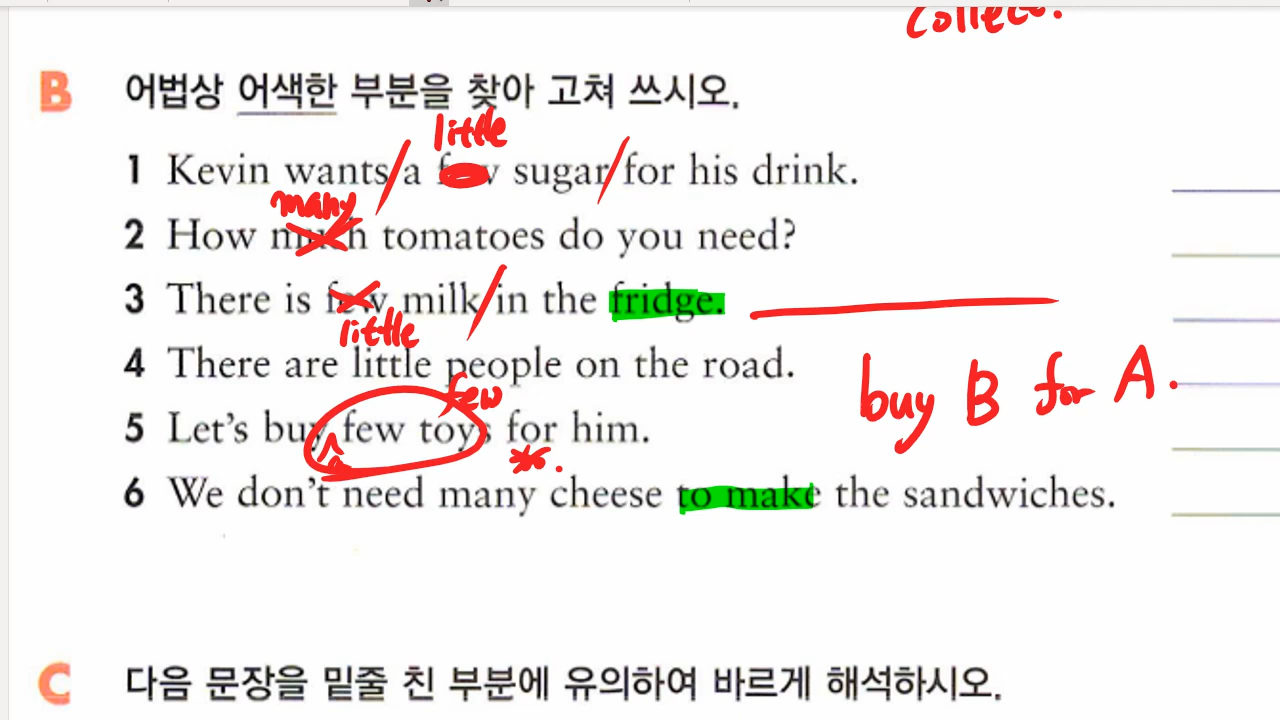 collect.
B 어법상 어색한 부분을 찾아 고쳐 쓰시오.
little
1 Kevin wants / a few sugar / for his drink.
many
2 How much tomatoes do you need?
3 There is few milk / in the fridge.
little
4 There are little people on the road.
few
buy B for A.
5 Let's buy few toys for him.
a
6 We don't need many cheese to make the sandwiches.
C 다음 문장을 밑줄 친 부분에 유의하여 바르게 해석하시오.